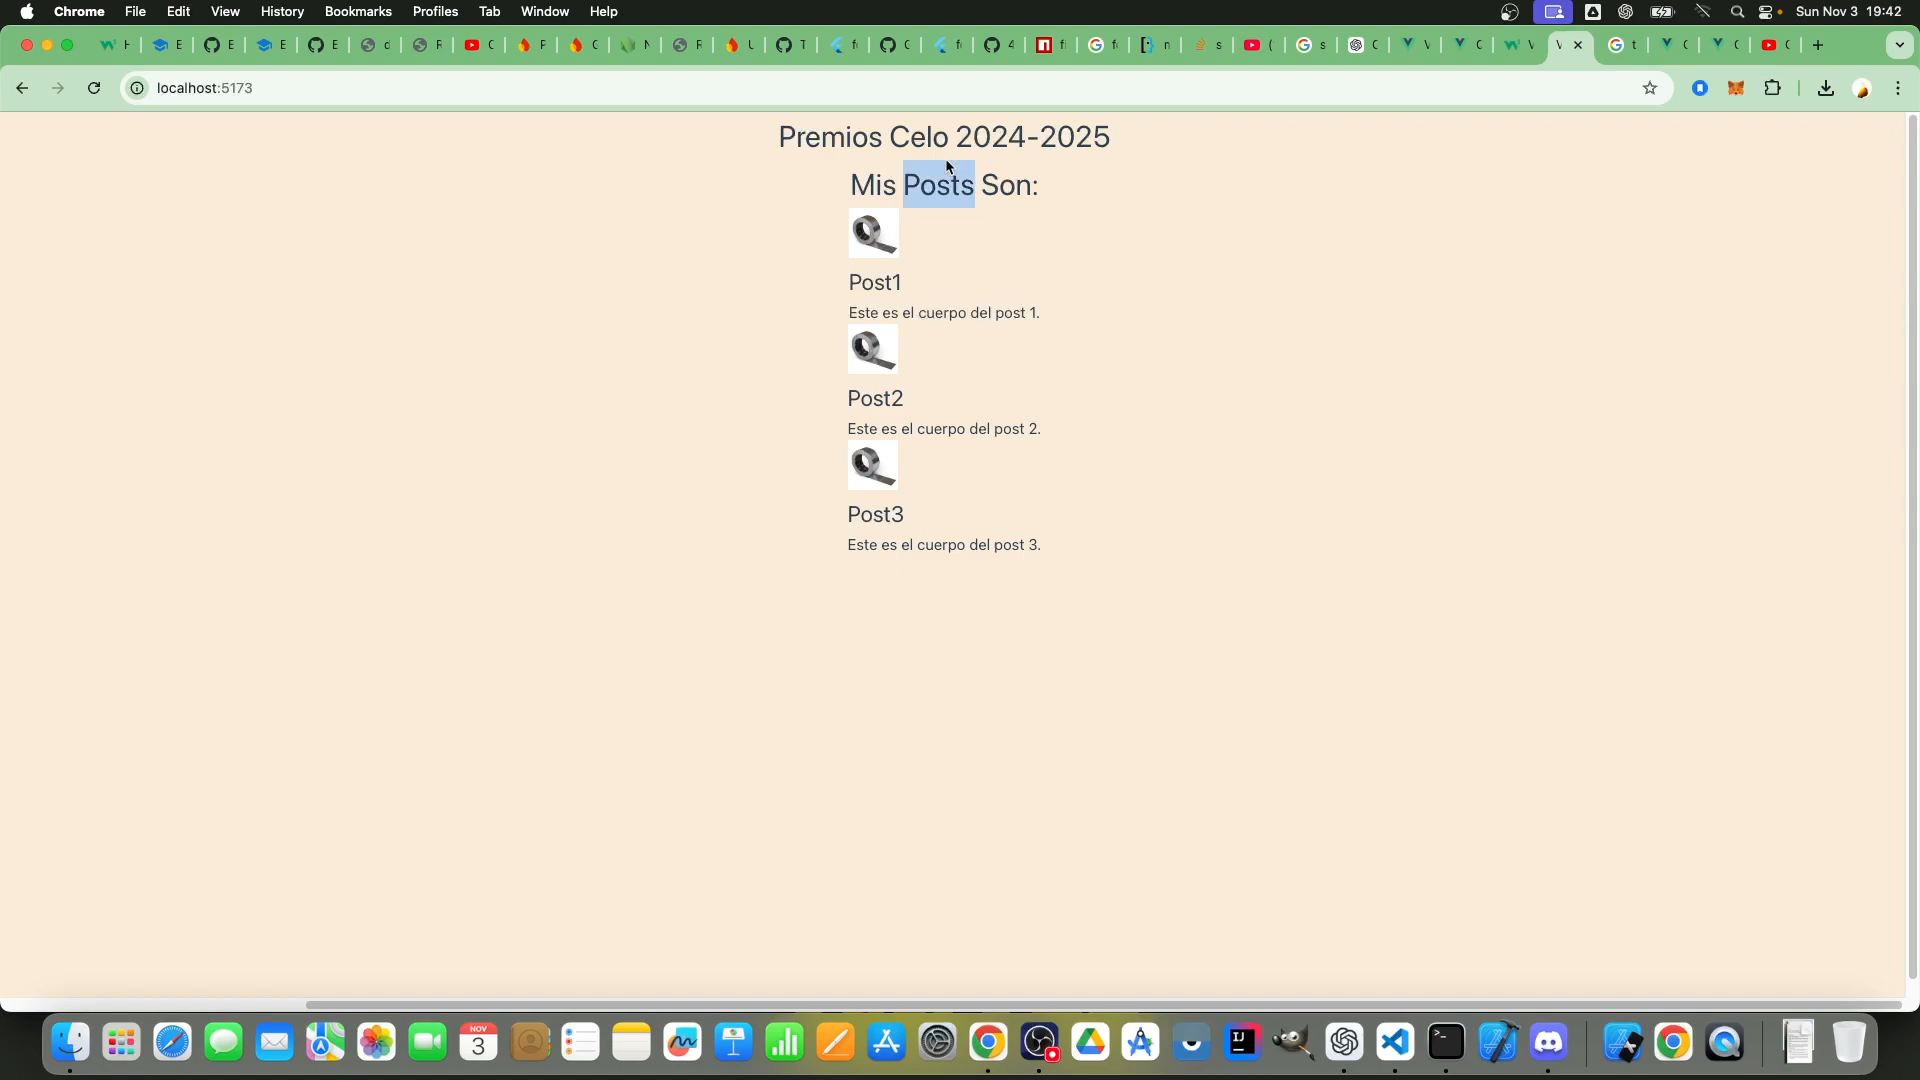 Chrome File Edit View History Bookmarks Profiles Tab Window Help Sun Nov 3 19:42
localhost:5173
Premios Celo 2024-2025
Mis Posts Son:
Post1
Este es el cuerpo del post 1.
Post2
Este es el cuerpo del post 2.
Post3
Este es el cuerpo del post 3.
NOV
3